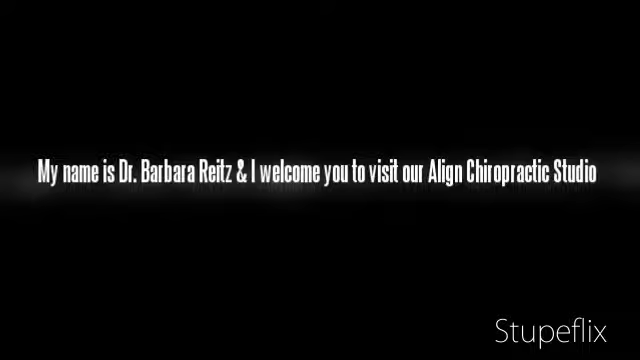 My name is Dr. Barbara Reitz & I welcome you to visit our Align Chiropractic Studio
Stupeflix